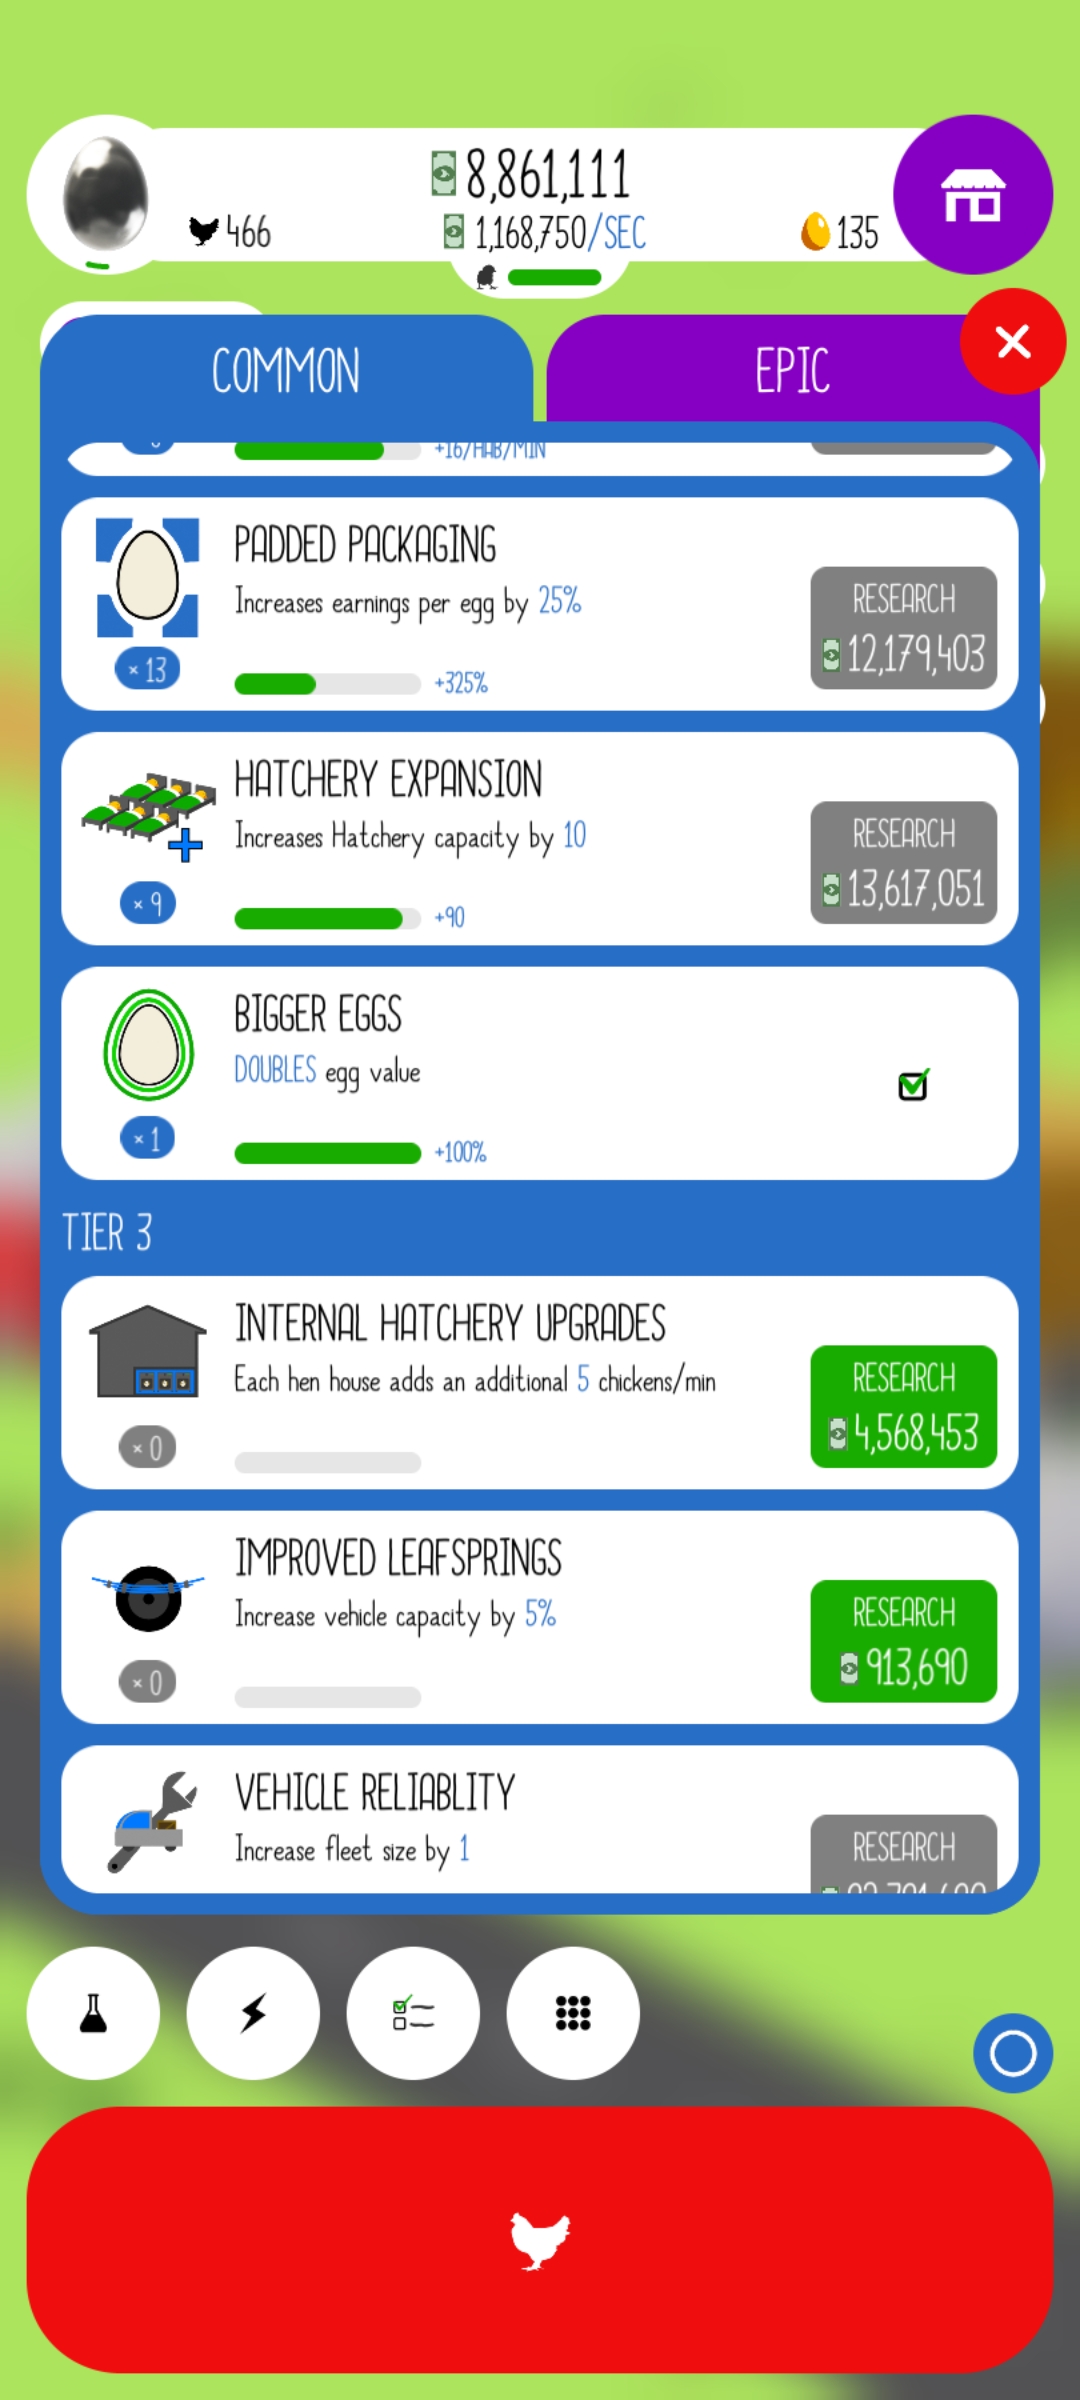 8,861,111
466
1,168,750/SEC
135
COMMON
EPIC
+16/HAB/MIN
PADDED PACKAGING
Increases earnings per egg by 25%
RESEARCH
12,179,403
× 13
+325%
HATCHERY EXPANSION
Increases Hatchery capacity by 10
RESEARCH
13,617,051
× 9
+90
BIGGER EGGS
DOUBLES egg value
× 1
+100%
TIER 3
INTERNAL HATCHERY UPGRADES
Each hen house adds an additional 5 chickens/min
RESEARCH
4,568,453
× 0
IMPROVED LEAFSPRINGS
Increase vehicle capacity by 5%
RESEARCH
913,690
× 0
VEHICLE RELIABLITY
Increase fleet size by 1
RESEARCH